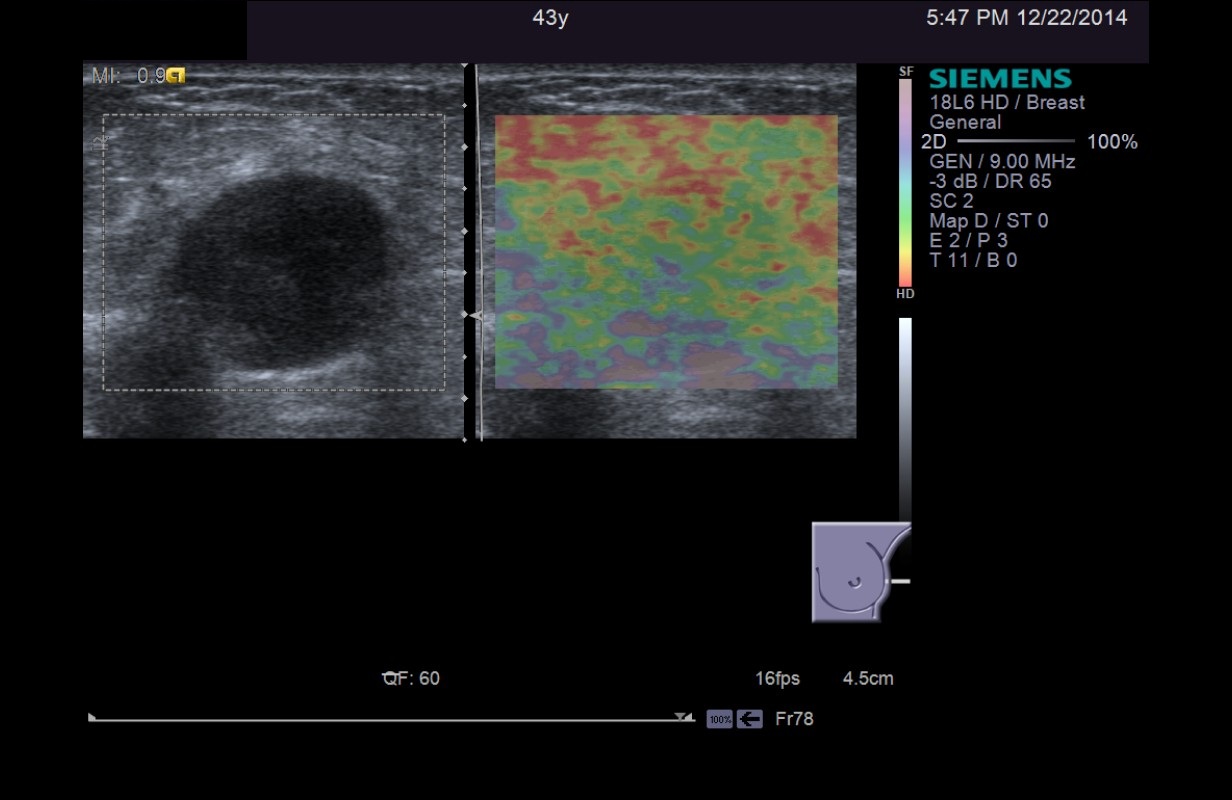 43y
5:47 PM 12/22/2014
MI: 0.9
SF
SIEMENS
18L6 HD / Breast
General
2D 100%
GEN / 9.00 MHz
-3 dB / DR 65
SC 2
Map D / ST 0
E 2 / P 3
T 11 / B 0
HD
QF: 60
16fps
4.5cm
100%
Fr78